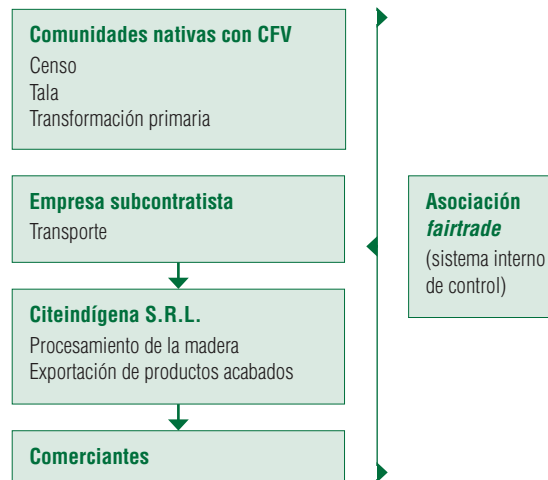 Comunidades nativas con CFV
Censo
Tala
Transformación primaria
Empresa subcontratista
Transporte
Citeindígena S.R.L.
Procesamiento de la madera
Exportación de productos acabados
Comerciantes
Asociación
fairtrade
(sistema interno
de control)